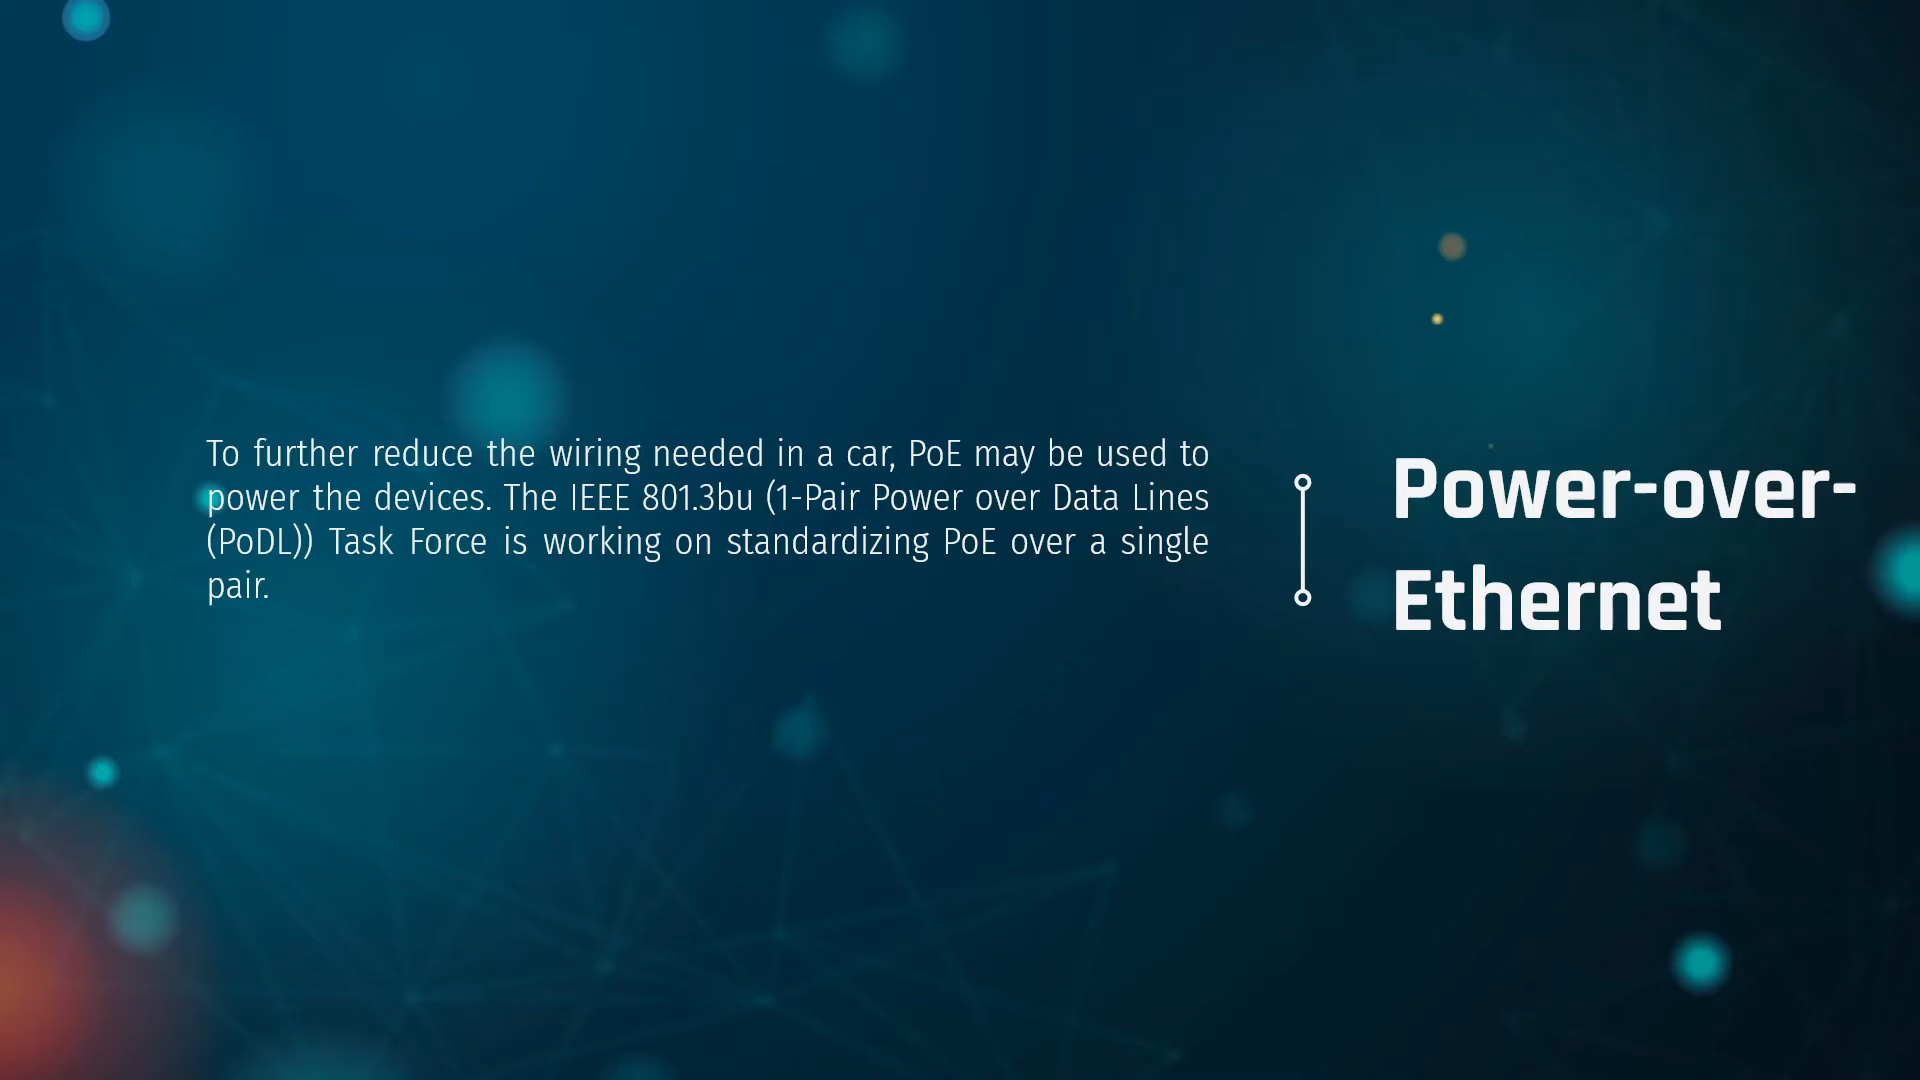 To further reduce the wiring needed in a car, PoE may be used to
power the devices. The IEEE 801.3bu (1-Pair Power over Data Lines
(PoDL)) Task Force is working on standardizing PoE over a single
pair.
Power-over-
Ethernet